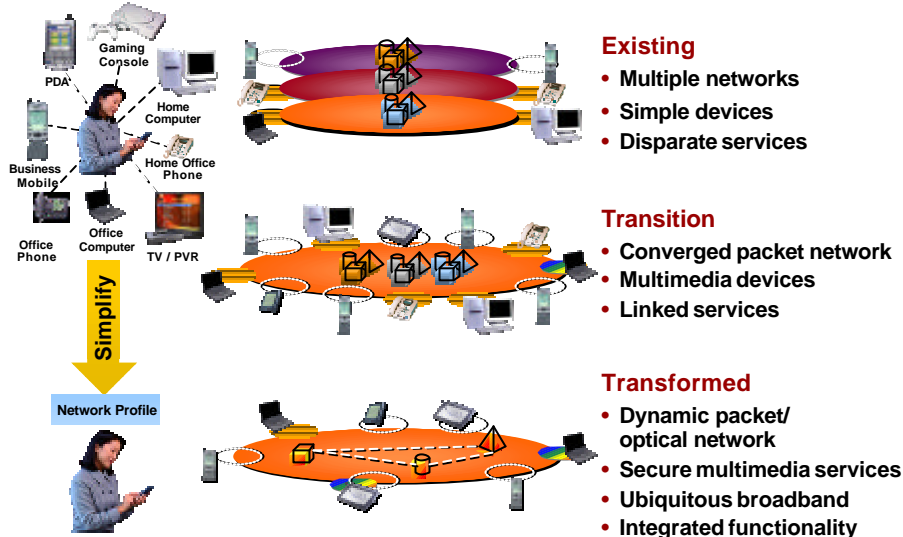 Gaming
Console
PDA
Home
Computer
Business
Mobile
Home Office
Phone
Office
Phone
Office
Computer
TV / PVR
Simplify
Network Profile
Existing
• Multiple networks
• Simple devices
• Disparate services
Transition
• Converged packet network
• Multimedia devices
• Linked services
Transformed
• Dynamic packet/
optical network
• Secure multimedia services
• Ubiquitous broadband
• Integrated functionality